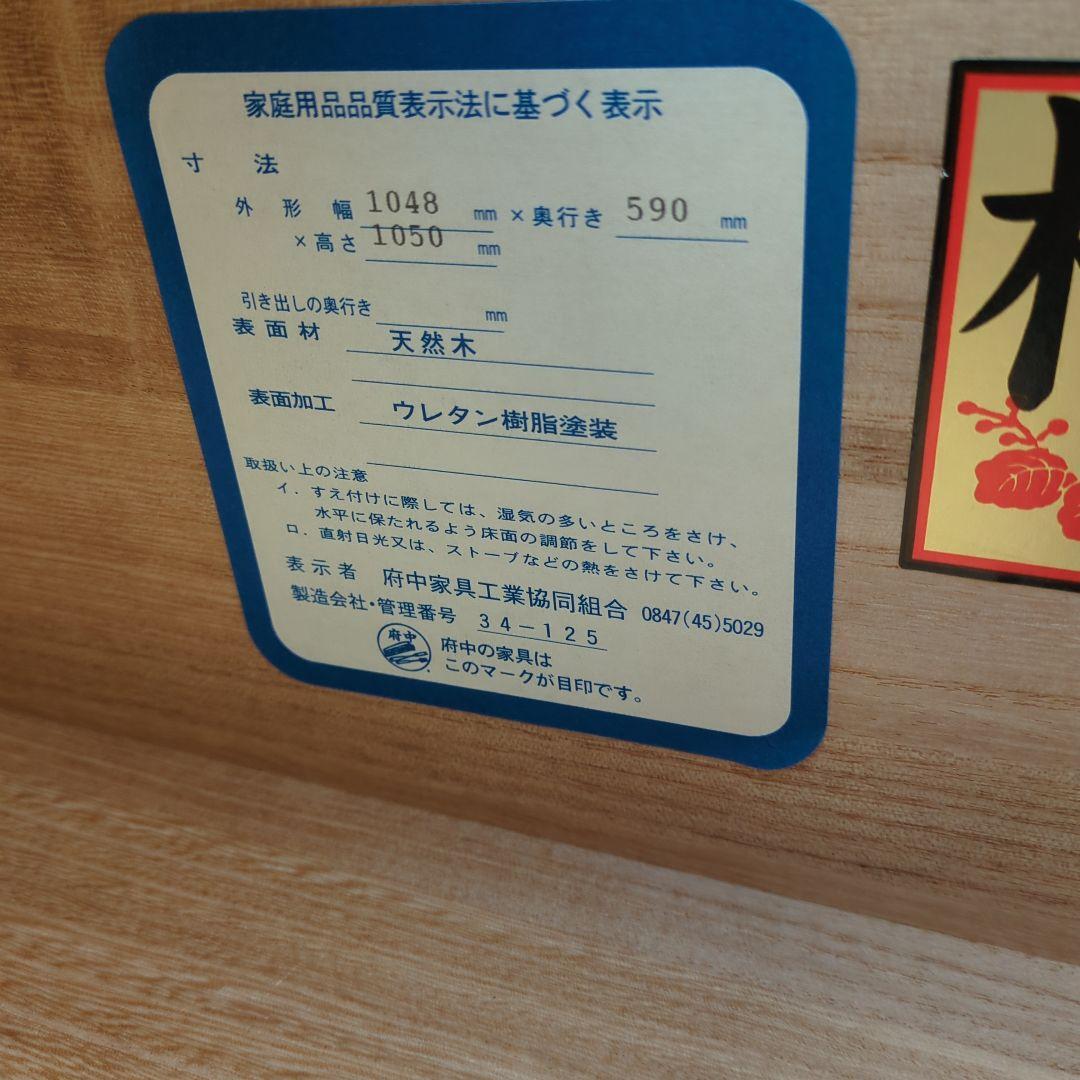 家庭用品品質表示法に基づく表示
寸 法
外 形 幅 1048 mm × 奥行き 590 mm
× 高さ 1050 mm
引き出しの奥行き mm
表面材 天然木
表面加工 ウレタン樹脂塗装
取扱い上の注意
イ. すえ付けに際しては、湿気の多いところをさけ、
水平に保たれるよう床面の調節をして下さい。
ロ. 直射日光又は、ストーブなどの熱をさけて下さい。
表示者 府中家具工業協同組合 0847(45)5029
製造会社・管理番号 34-125
府中 府中の家具は
このマークが目印です。